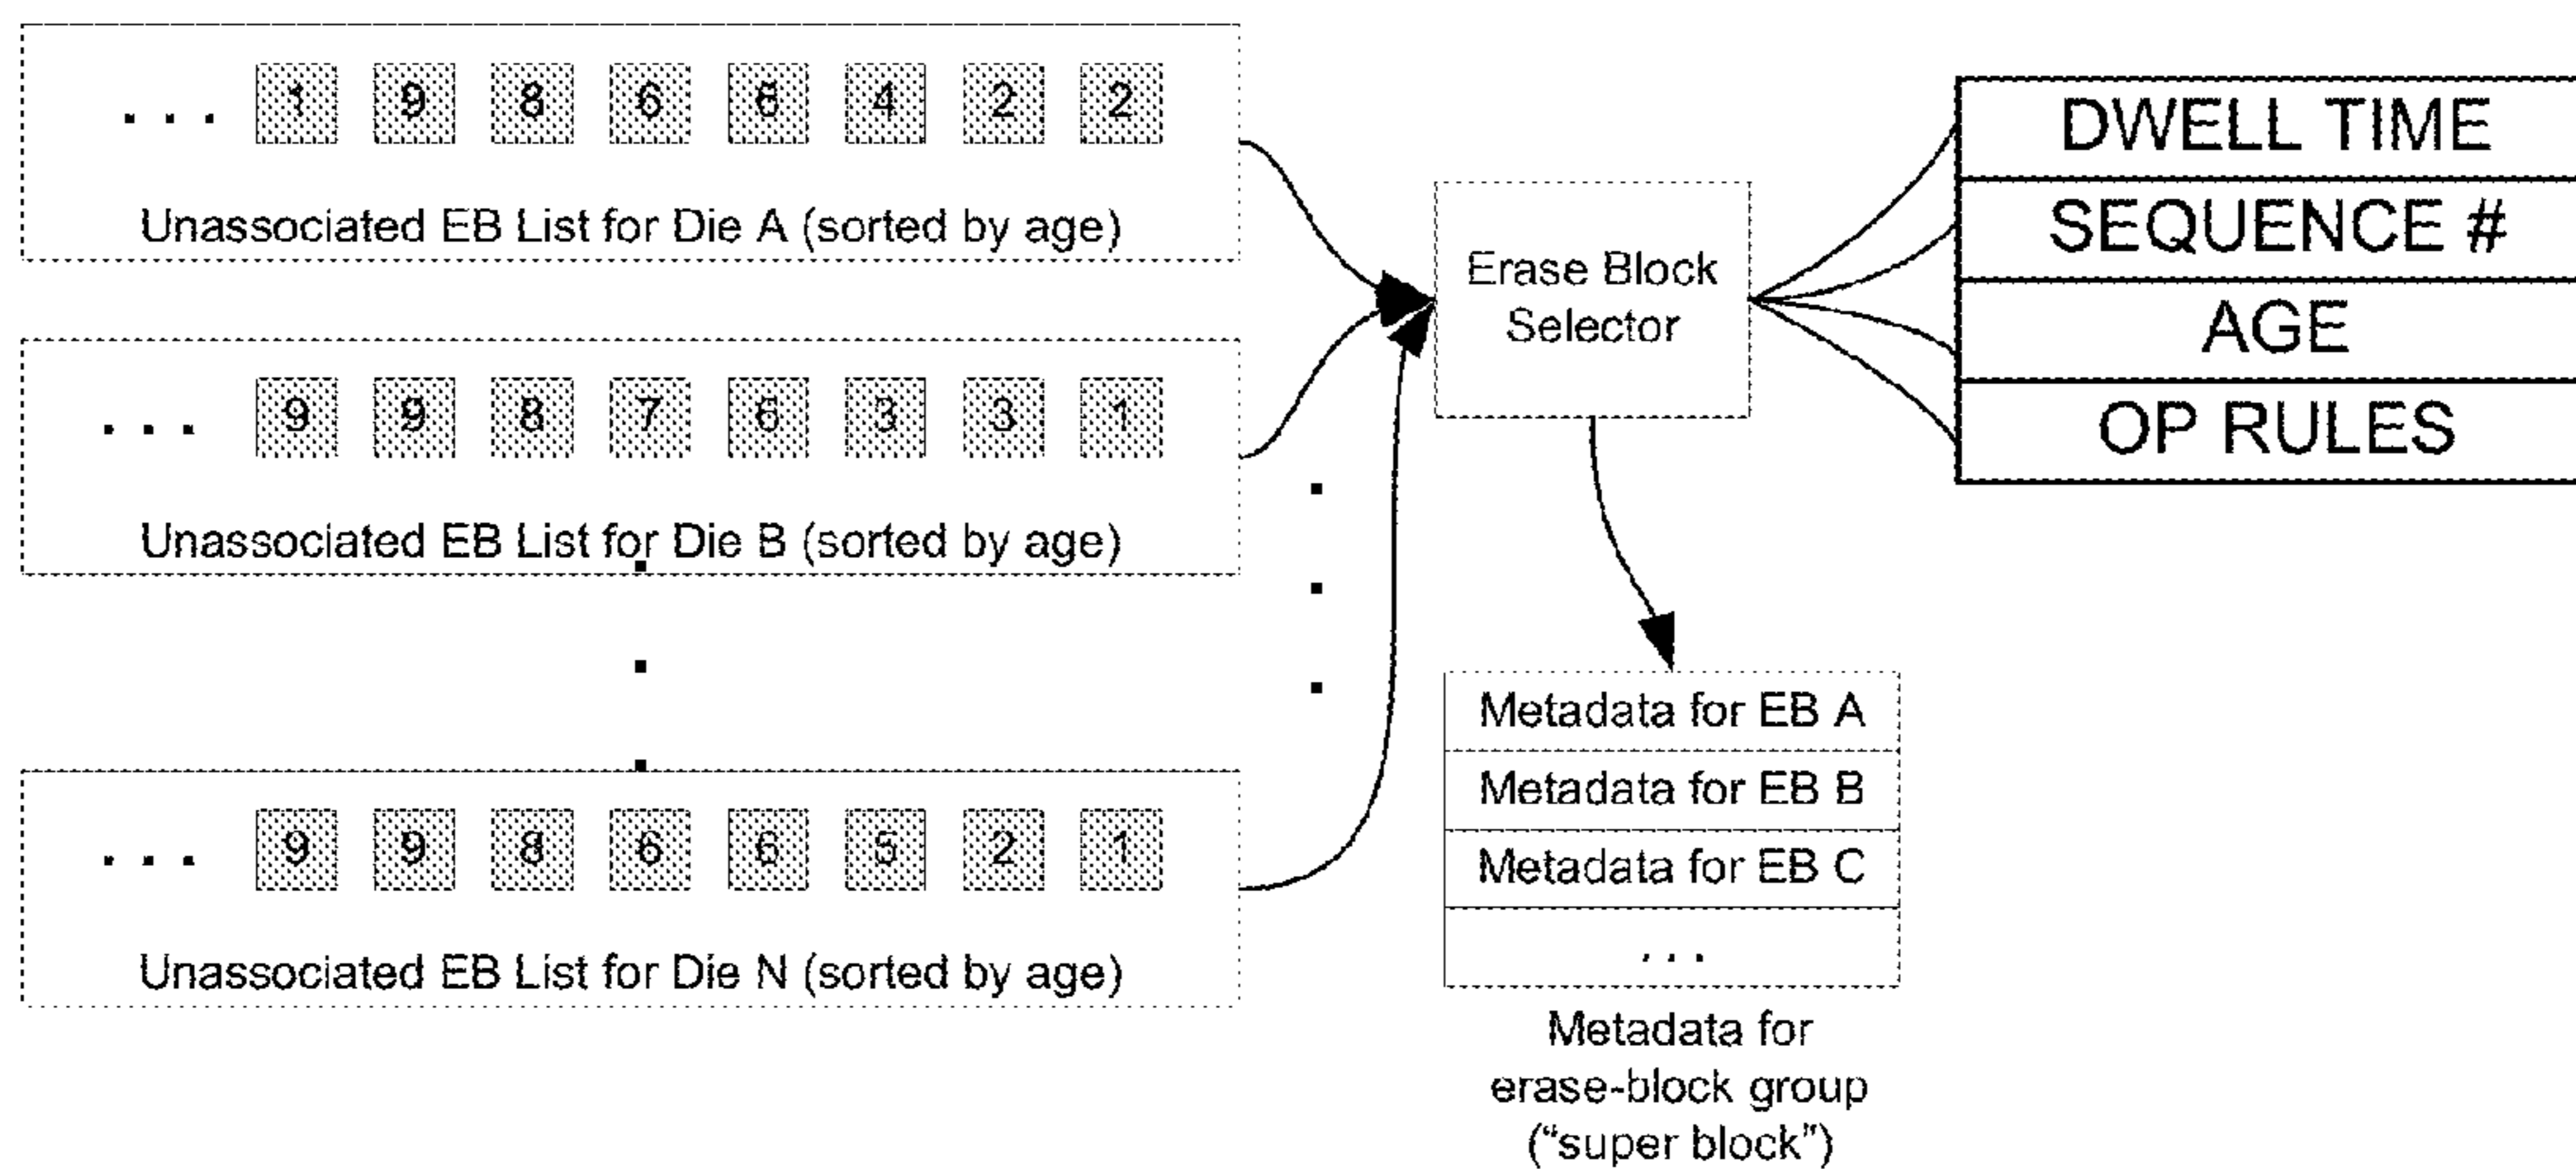 . . . 1 9 8 6 6 4 2 2
Unassociated EB List for Die A (sorted by age)
. . . 9 9 8 7 6 3 3 1
Unassociated EB List for Die B (sorted by age)
. . . 9 9 8 6 6 5 2 1
Unassociated EB List for Die N (sorted by age)
Erase Block
Selector
DWELL TIME
SEQUENCE #
AGE
OP RULES
Metadata for EB A
Metadata for EB B
Metadata for EB C
. . .
Metadata for
erase-block group
(“super block”)